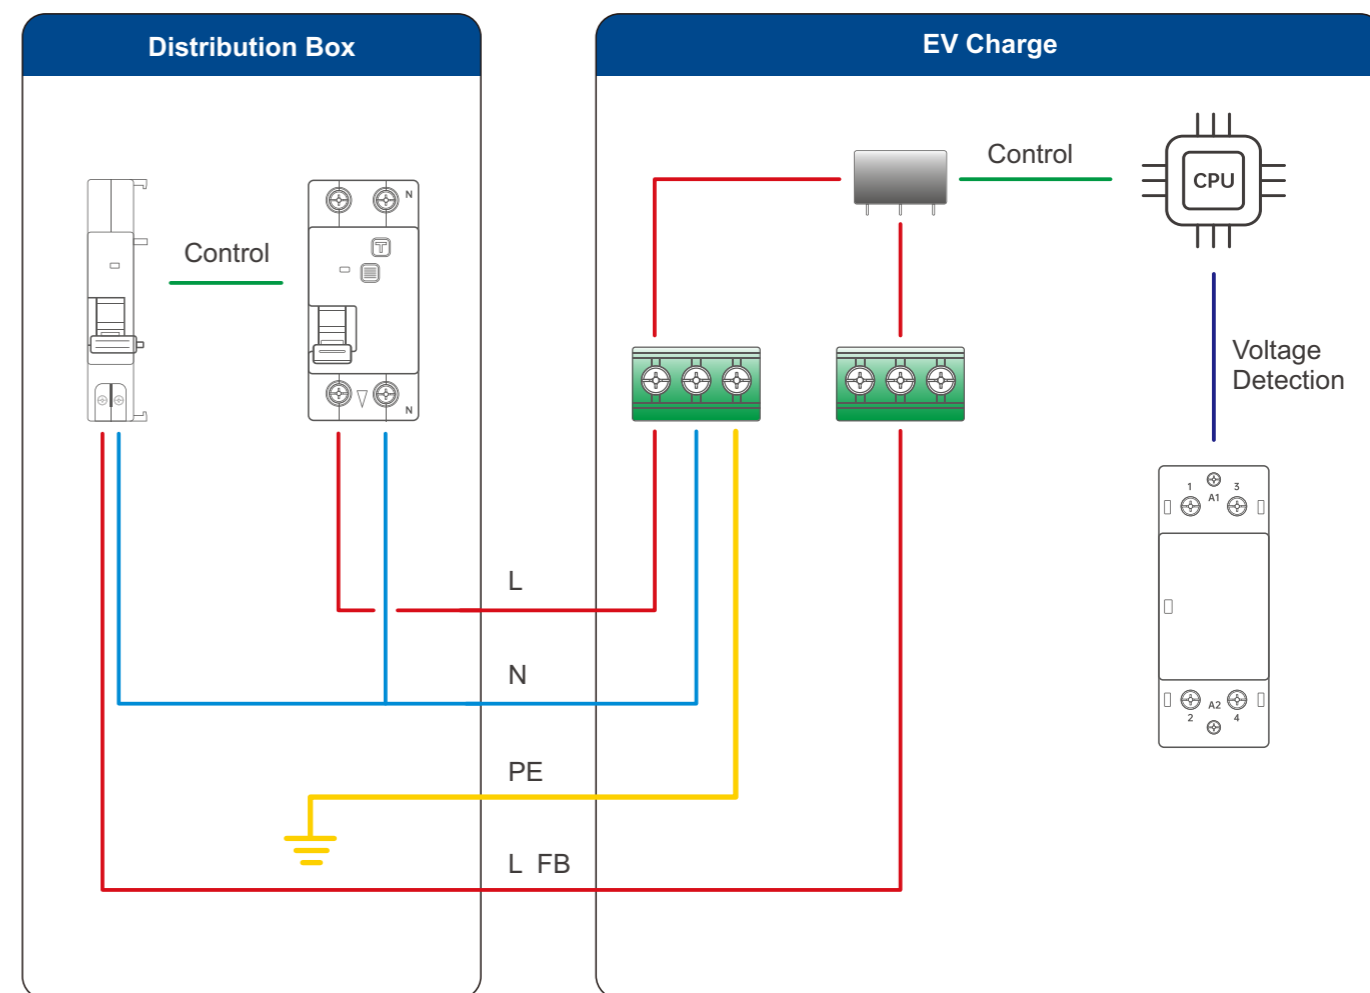 Distribution Box
EV Charge
Control
CPU
Control
N
T
N
Voltage
Detection
1
3
A1
A2
2
4
L
N
PE
L FB